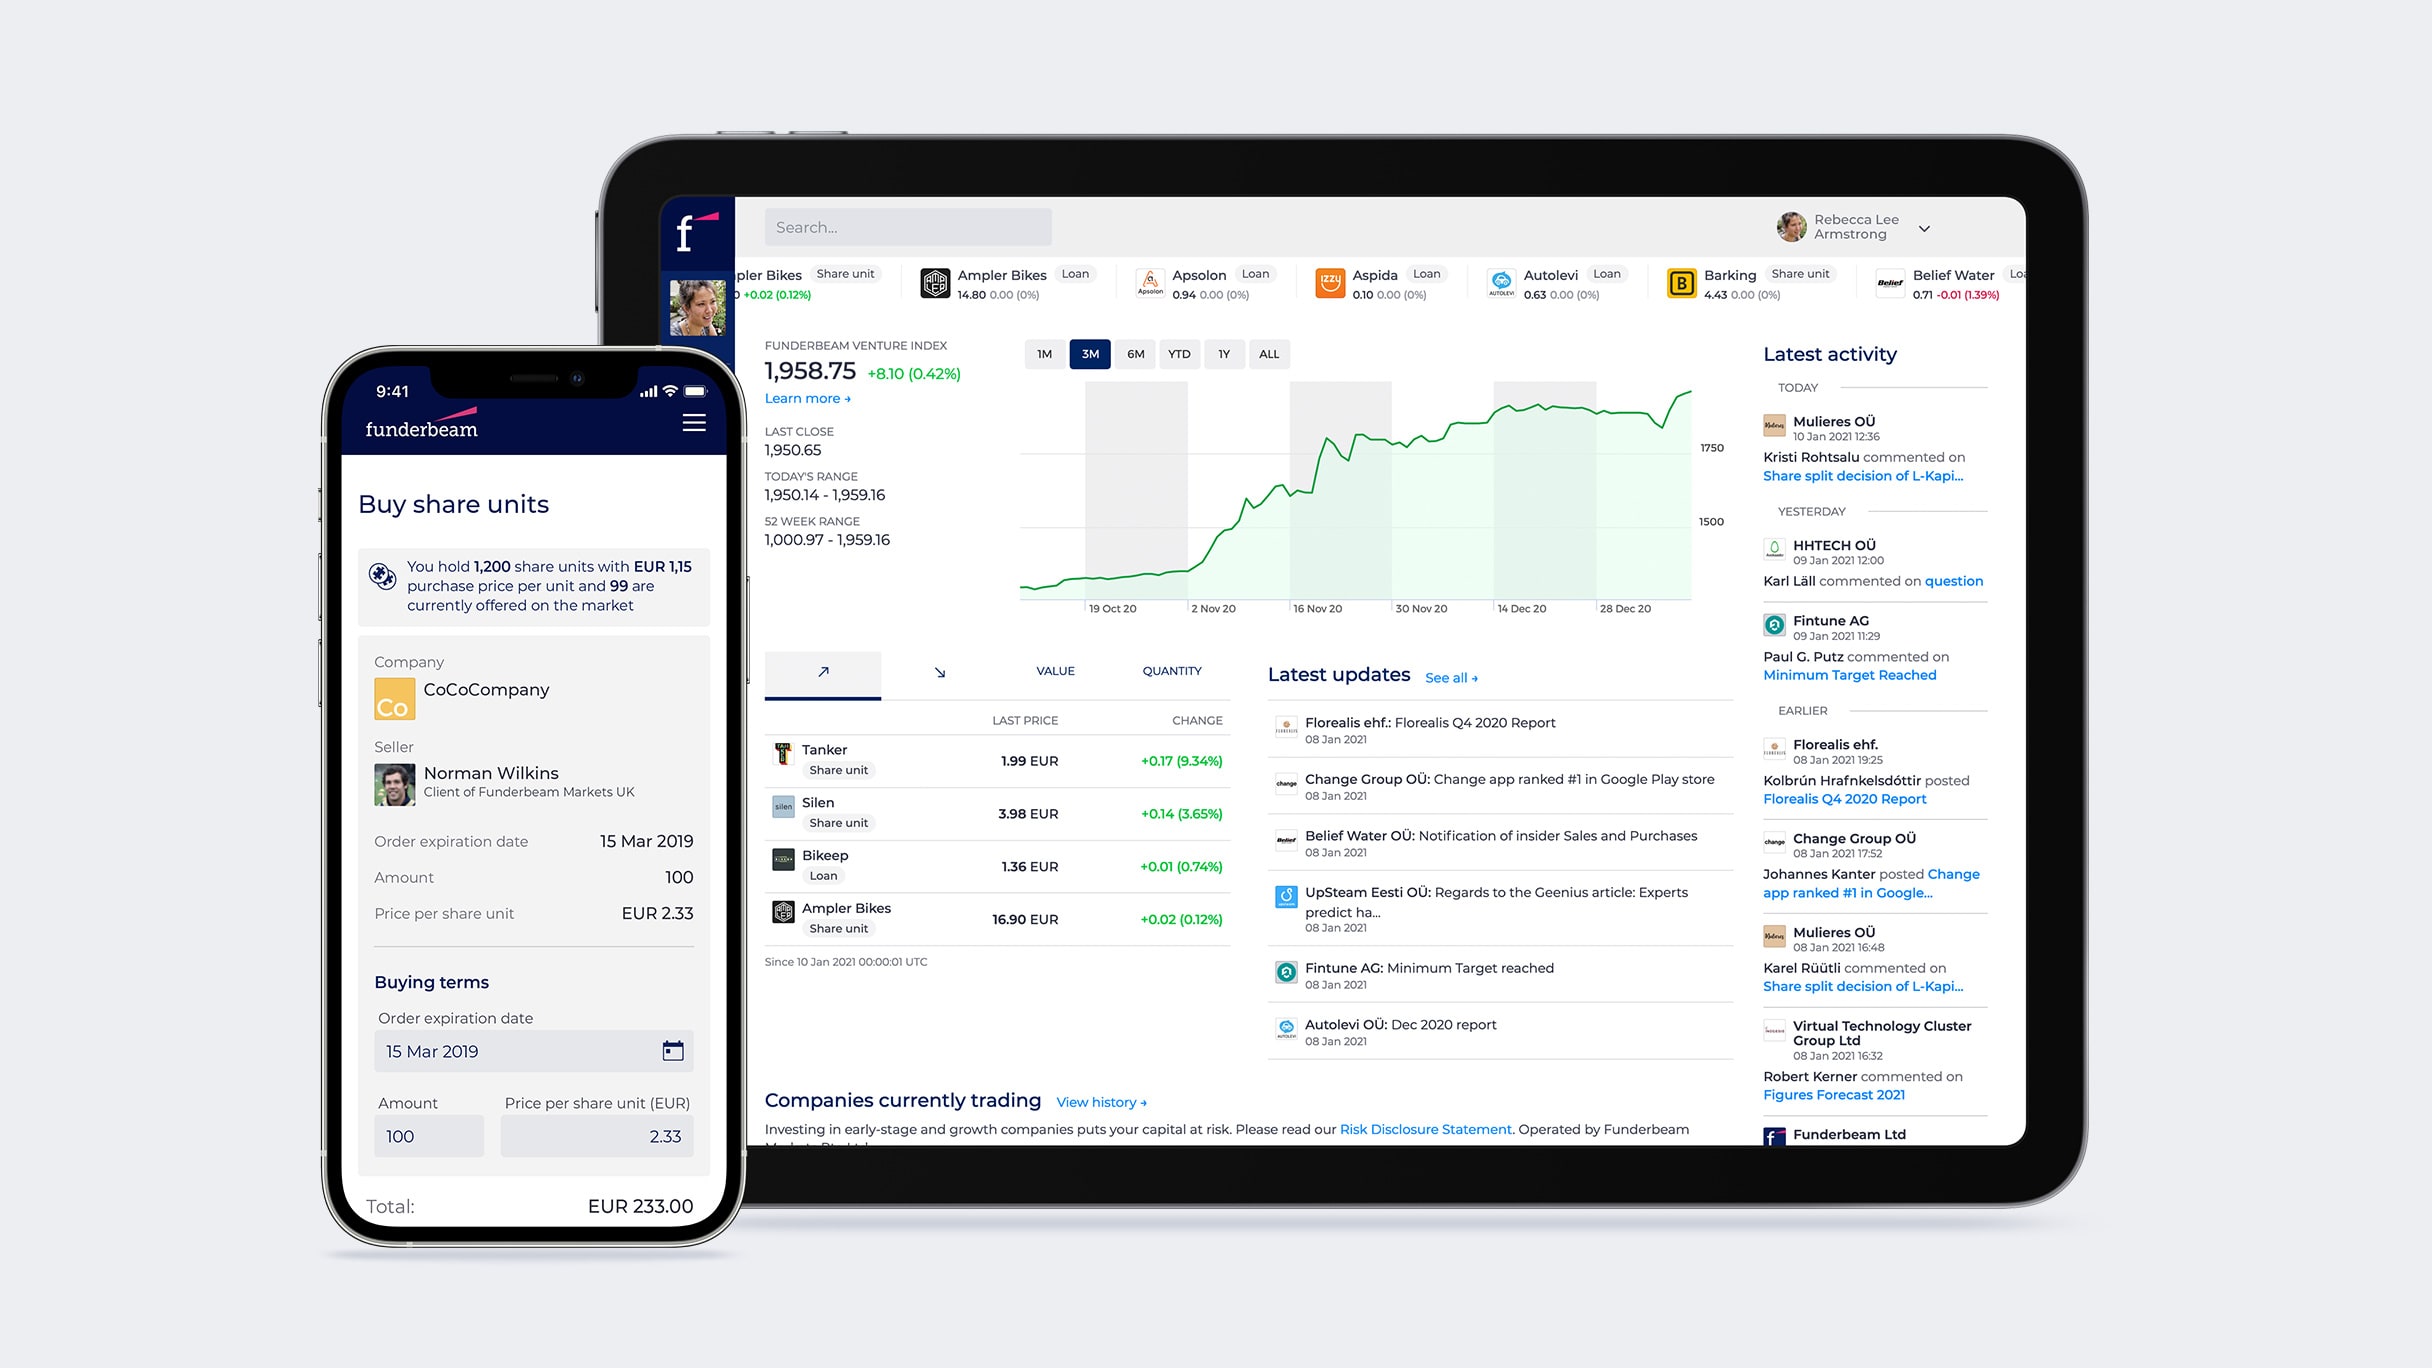 9:41
funderbeam
Buy share units
You hold 1,200 share units with EUR 1,15
purchase price per unit and 99 are
currently offered on the market
Company
Co
CoCoCompany
Seller
Norman Wilkins
Client of Funderbeam Markets UK
Order expiration date 15 Mar 2019
Amount 100
Price per share unit EUR 2.33
Buying terms
Order expiration date
15 Mar 2019
Amount Price per share unit (EUR)
100 2.33
Total: EUR 233.00
f
Search...
Rebecca Lee
Armstrong
pler Bikes Share unit
0 +0.02 (0.12%)
Ampler Bikes Loan
14.80 0.00 (0%)
Apsolon
Apsolon Loan
0.94 0.00 (0%)
izzy
Aspida Loan
0.10 0.00 (0%)
AUTOLEVI
Autolevi Loan
0.63 0.00 (0%)
B
Barking Share unit
4.43 0.00 (0%)
Belief
Belief Water Loa
0.71 -0.01 (1.39%)
FUNDERBEAM VENTURE INDEX
1,958.75 +8.10 (0.42%)
Learn more →
LAST CLOSE
1,950.65
TODAY'S RANGE
1,950.14 - 1,959.16
52 WEEK RANGE
1,000.97 - 1,959.16
1M 3M 6M YTD 1Y ALL
1750
1500
19 Oct 20 2 Nov 20 16 Nov 20 30 Nov 20 14 Dec 20 28 Dec 20
↗ ↘ VALUE QUANTITY
LAST PRICE CHANGE
Tanker
Share unit
1.99 EUR +0.17 (9.34%)
silen
Silen
Share unit
3.98 EUR +0.14 (3.65%)
Bikeep
Loan
1.36 EUR +0.01 (0.74%)
Ampler Bikes
Share unit
16.90 EUR +0.02 (0.12%)
Since 10 Jan 2021 00:00:01 UTC
Latest updates See all →
Florealis ehf.: Florealis Q4 2020 Report
08 Jan 2021
change
Change Group OÜ: Change app ranked #1 in Google Play store
08 Jan 2021
Belief
Belief Water OÜ: Notification of insider Sales and Purchases
08 Jan 2021
UpSteam Eesti OÜ: Regards to the Geenius article: Experts
predict ha...
08 Jan 2021
Fintune AG: Minimum Target reached
08 Jan 2021
AUTOLEVI
Autolevi OÜ: Dec 2020 report
08 Jan 2021
Companies currently trading View history →
Investing in early-stage and growth companies puts your capital at risk. Please read our Risk Disclosure Statement. Operated by Funderbeam
Latest activity
TODAY
Mulieres OÜ
10 Jan 2021 12:36
Kristi Rohtsalu commented on
Share split decision of L-Kapi...
YESTERDAY
HHTECH OÜ
09 Jan 2021 12:00
Karl Läll commented on question
Fintune AG
09 Jan 2021 11:29
Paul G. Putz commented on
Minimum Target Reached
EARLIER
Florealis ehf.
08 Jan 2021 19:25
Kolbrún Hrafnkelsdóttir posted
Florealis Q4 2020 Report
change
Change Group OÜ
08 Jan 2021 17:52
Johannes Kanter posted Change
app ranked #1 in Google...
Mulieres OÜ
08 Jan 2021 16:48
Karel Rüütli commented on
Share split decision of L-Kapi...
Virtual Technology Cluster
Group Ltd
08 Jan 2021 16:32
Robert Kerner commented on
Figures Forecast 2021
f
Funderbeam Ltd